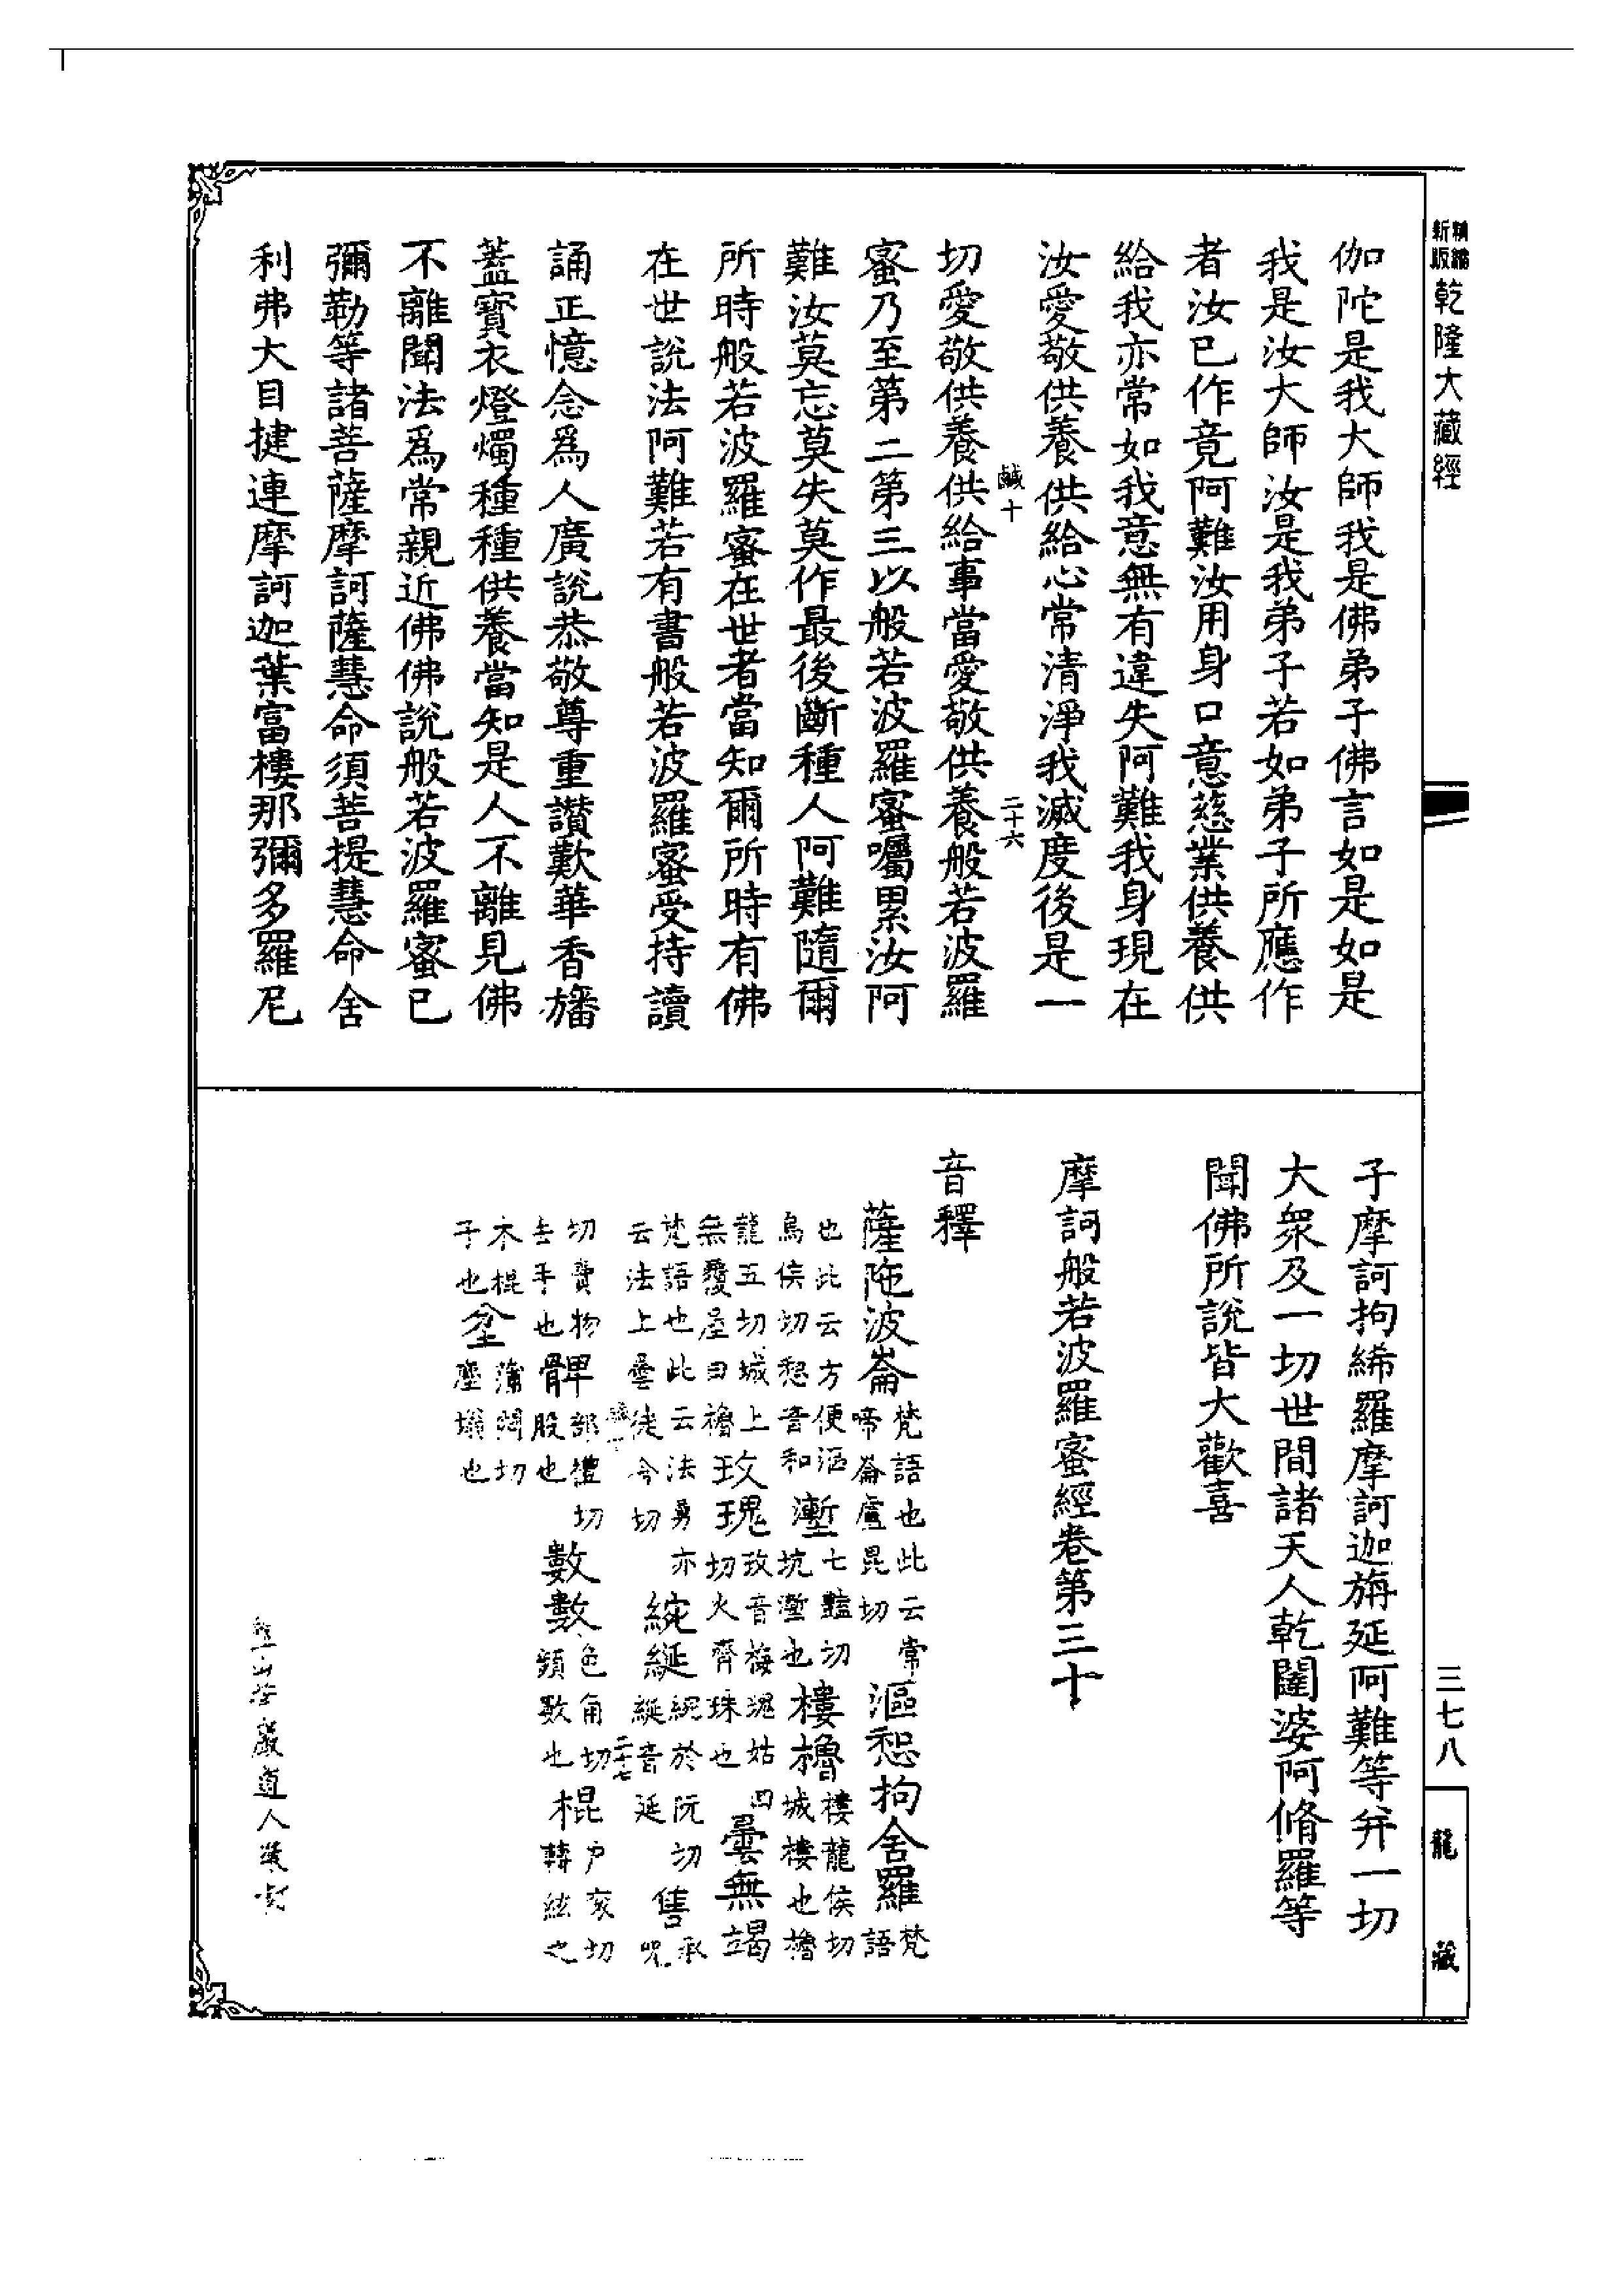 精編
新版
乾隆大藏經
伽陀是我大師我是佛弟子佛言如是如是
我是汝大師汝是我弟子若如弟子所應作
者汝已作竟阿難汝用身口意慈業供養供
給我亦常如我意無有違失阿難我身現在
汝愛敬供養供給心常清淨我滅度後是一
鹹十
二十六
切愛敬供養供給事當愛敬供養般若波羅
蜜乃至第二第三以般若波羅蜜囑累汝阿
難汝莫忘莫失莫作最後斷種人阿難隨爾
所時般若波羅蜜在世者當知爾所時有佛
在世說法阿難若有書般若波羅蜜受持讀
誦正憶念爲人廣說恭敬尊重讚歎華香旛
蓋寶衣燈燭種種供養當知是人不離見佛
不離聞法爲常親近佛佛說般若波羅蜜已
彌勒等諸菩薩摩訶薩慧命須菩提慧命舍
利弗大目揵連摩訶迦葉富樓那彌多羅尼
子摩訶拘絺羅摩訶迦旃延阿難等幷一切
大衆及一切世間諸天人乾闥婆阿脩羅等
聞佛所說皆大歡喜
摩訶般若波羅蜜經卷第三十
音釋
薩陁波崙梵語也此云常啼崙盧昆切漚惒拘舍羅梵語
也此云方便漚烏侯切惒音和塹七豔切坑塹也樓櫓樓龍侯切城樓也櫓
龍五切城上無覆屋曰櫓玫瑰玫音梅瑰姑回切火齊珠也曇無竭
梵語也此云法勇亦云法上曇徒含切綩綖綩於阮切綖音延售承呪
二十七
切賣物去手也髀部禮切股也數數色角切頻數也棍戶衮切轉絃之
木棍子也坌蒲悶切塵塕也
三七八
龍藏